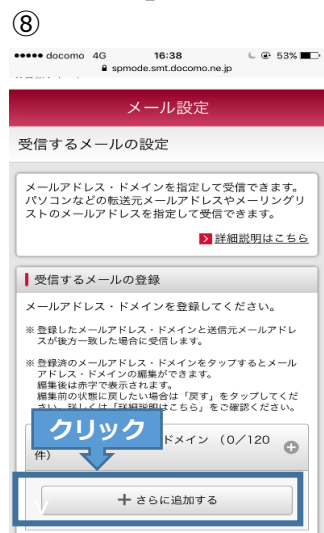 ⑧
docomo 4G 16:38 53%
spmode.smt.docomo.ne.jp
メール設定
受信するメールの設定
メールアドレス・ドメインを指定して受信できます。
パソコンなどの転送元メールアドレスやメーリングリ
ストのメールアドレスを指定して受信できます。
詳細説明はこちら
受信するメールの登録
メールアドレス・ドメインを登録してください。
※ 登録したメールアドレス・ドメインと送信元メールアドレ
スが後方一致した場合に受信します。
※ 登録済のメールアドレス・ドメインをタップするとメール
アドレス・ドメインの編集ができます。
編集後は赤字で表示されます。
編集前の状態に戻したい場合は「戻す」をタップしてくだ
さい。詳しくは「詳細説明はこちら」をご確認ください。
クリック
ドメイン (0/120
件)
+ さらに追加する